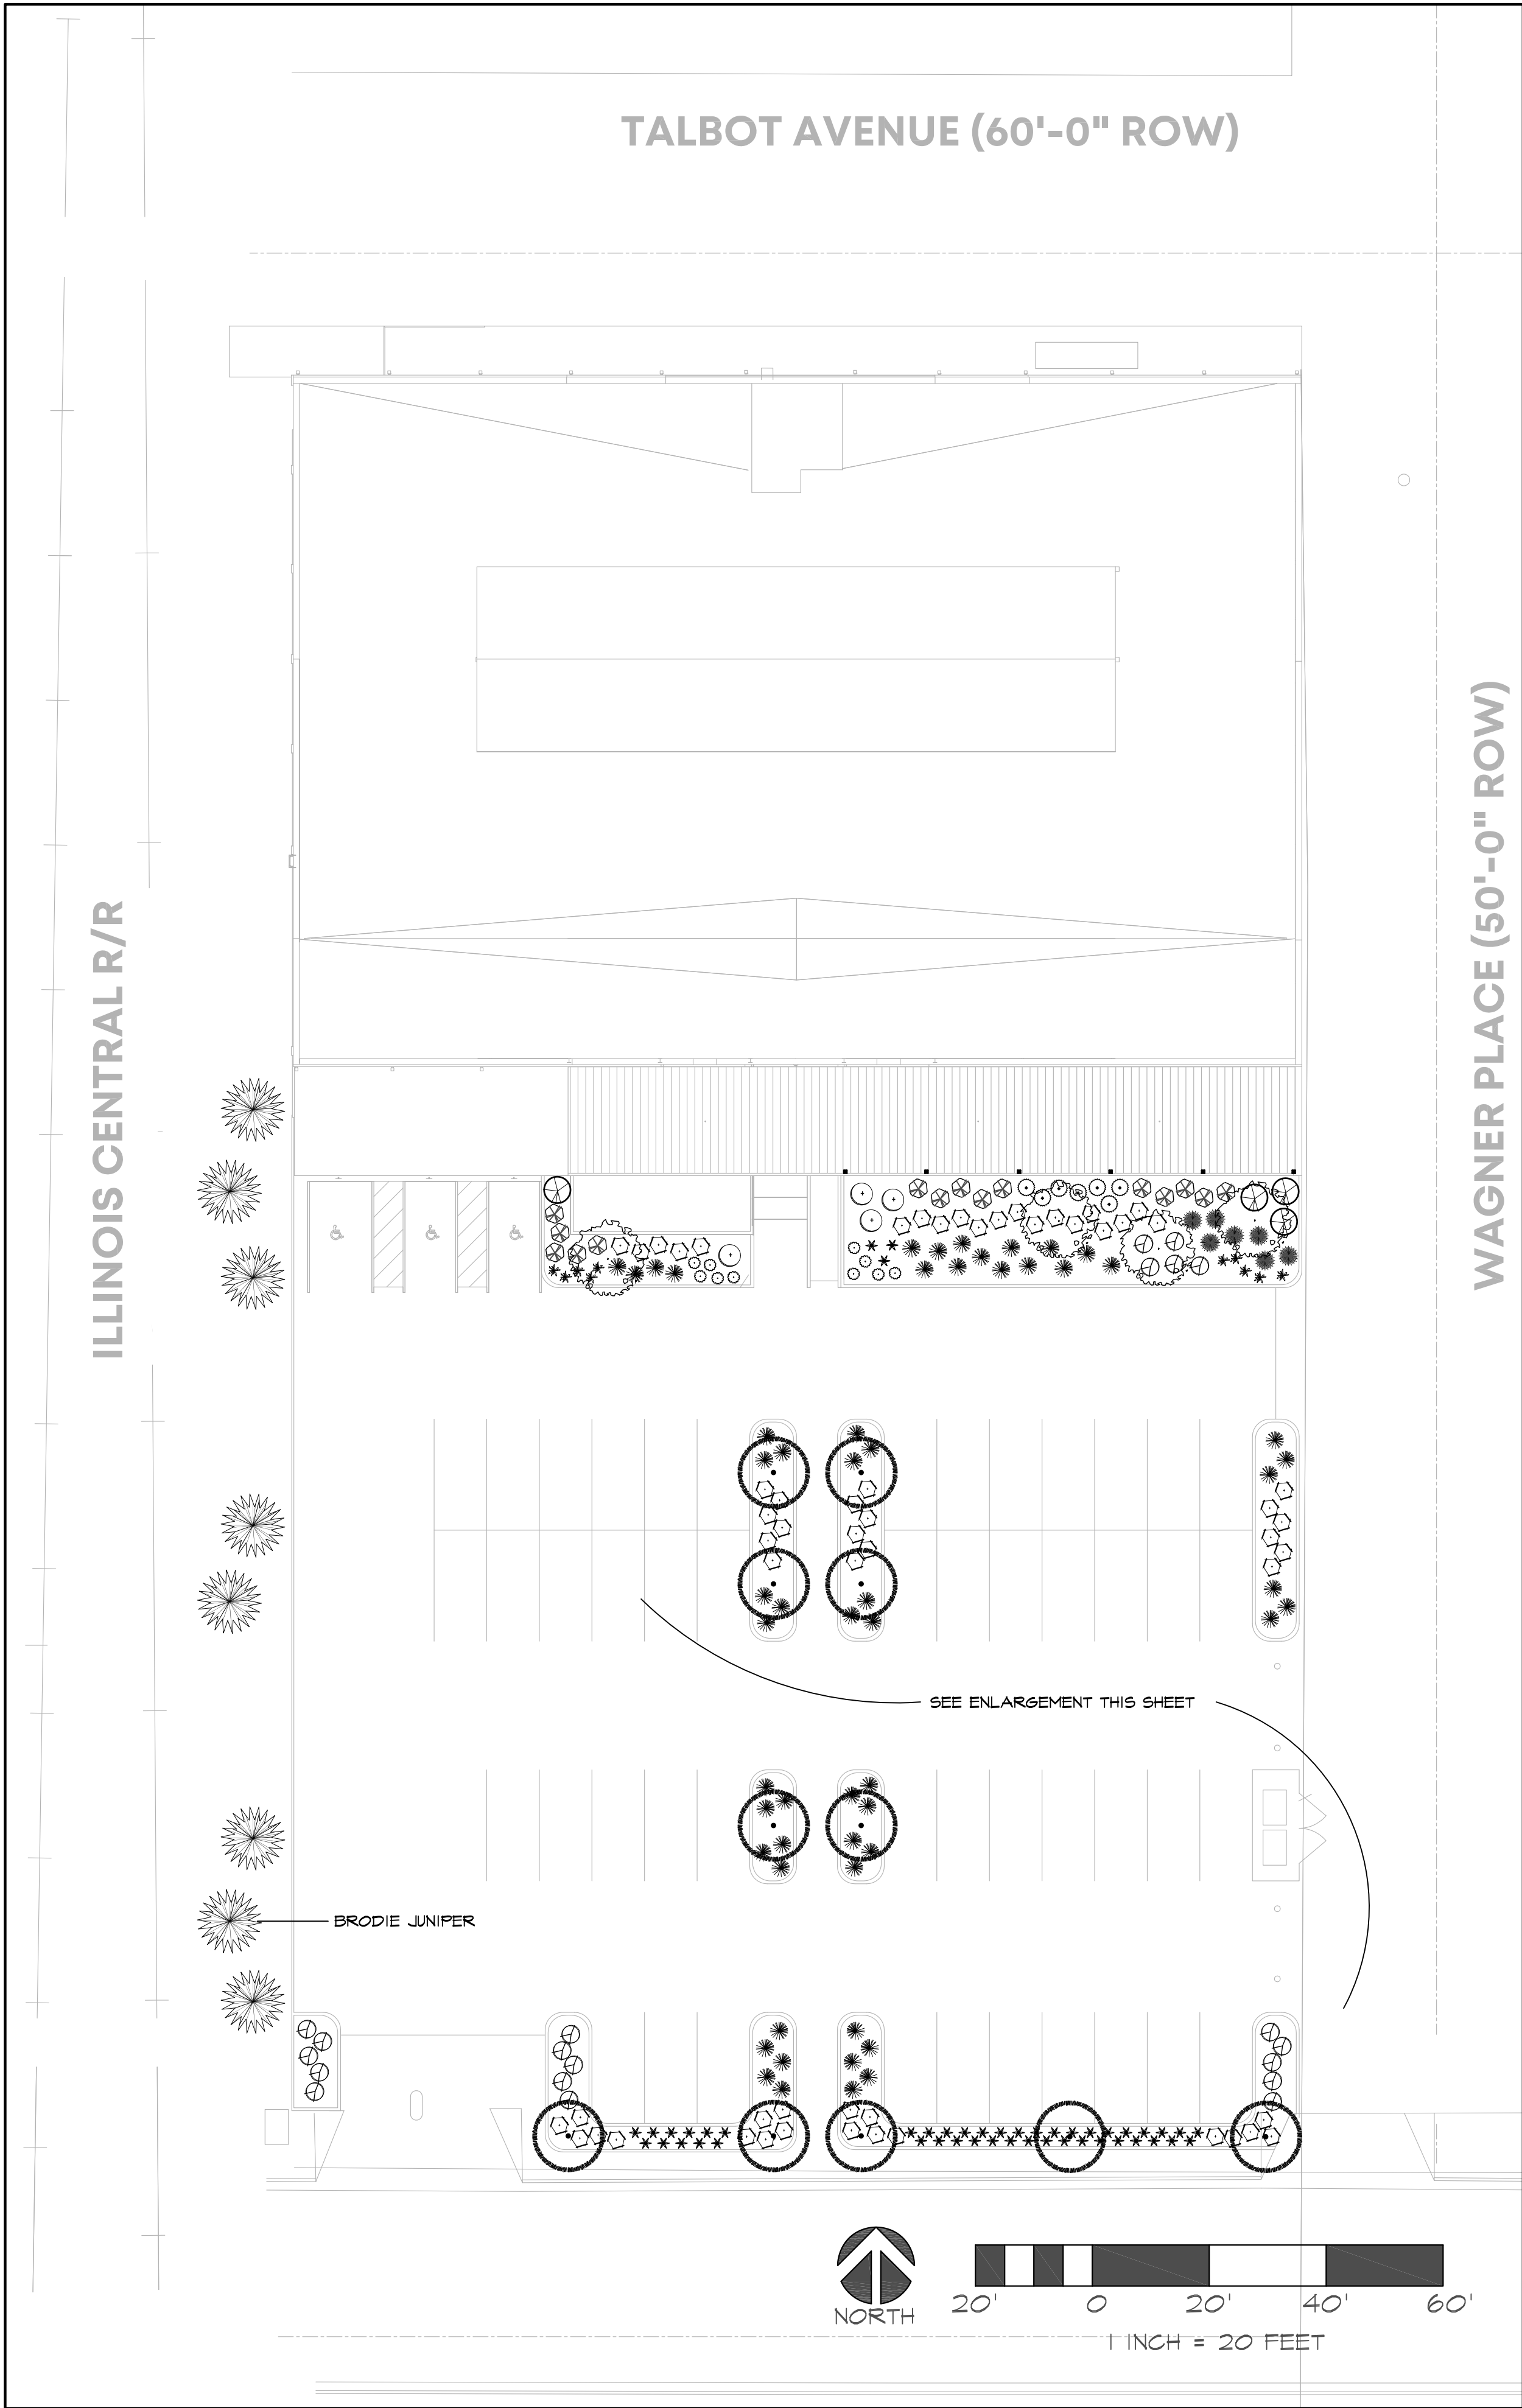 TALBOT AVENUE (60'-0" ROW)
WAGNER PLACE (50'-0" ROW)
ILLINOIS CENTRAL R/R
SEE ENLARGEMENT THIS SHEET
BRODIE JUNIPER
NORTH
20' 0 20' 40' 60'
1 INCH = 20 FEET